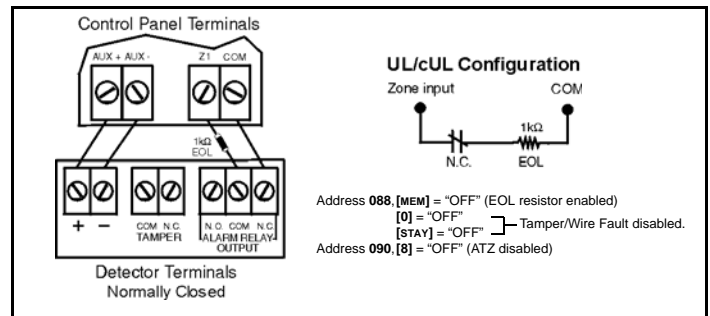 Control Panel Terminals
AUX + AUX - Z1 COM
1kΩ
EOL
+ - COM N.C. N.O. COM N.C.
TAMPER ALARM RELAY
OUTPUT
Detector Terminals
Normally Closed
UL/cUL Configuration
Zone input COM
1kΩ
N.C. EOL
Address 088, [MEM] = “OFF” (EOL resistor enabled)
[0] = “OFF”
[STAY] = “OFF”
Tamper/Wire Fault disabled.
Address 090, [8] = “OFF” (ATZ disabled)